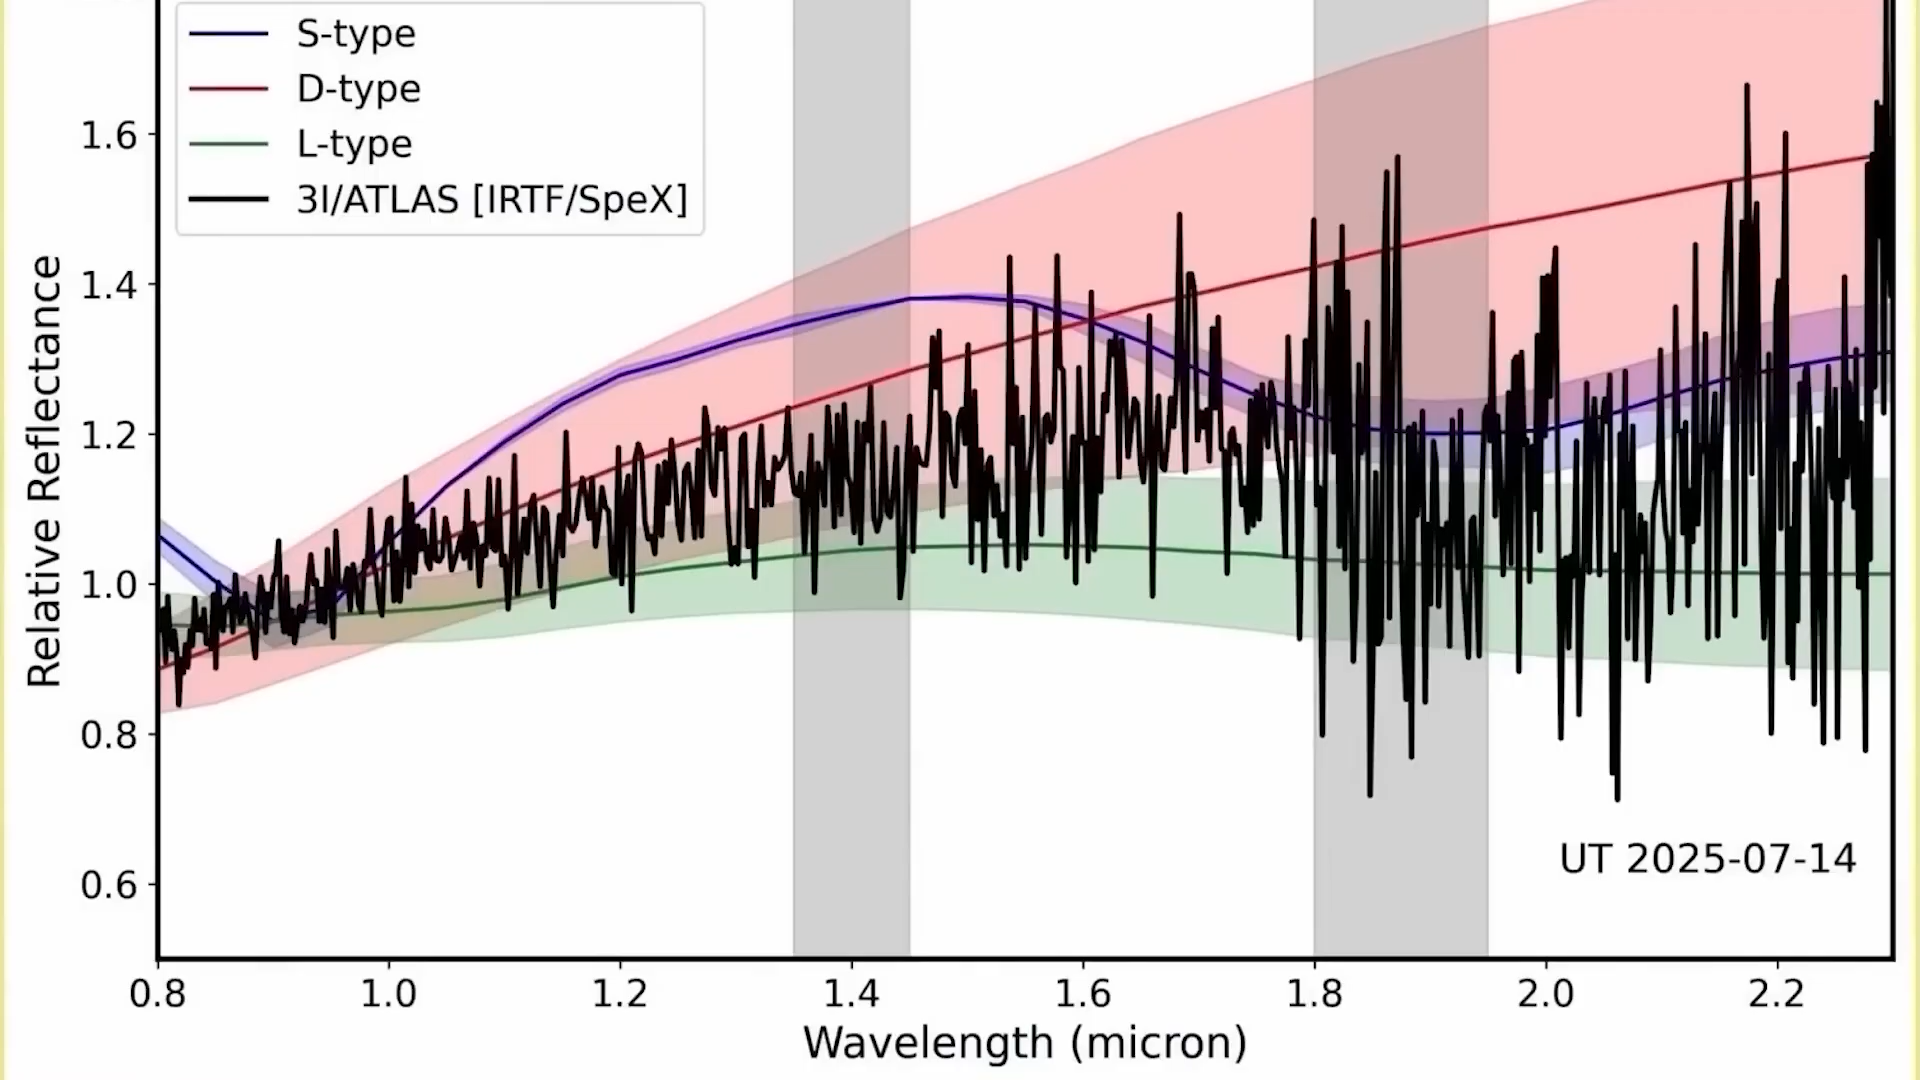 S-type
D-type
L-type
3I/ATLAS [IRTF/SpeX]
1.6
1.4
1.2
1.0
0.8
0.6
Relative Reflectance
UT 2025-07-14
0.8 1.0 1.2 1.4 1.6 1.8 2.0 2.2
Wavelength (micron)